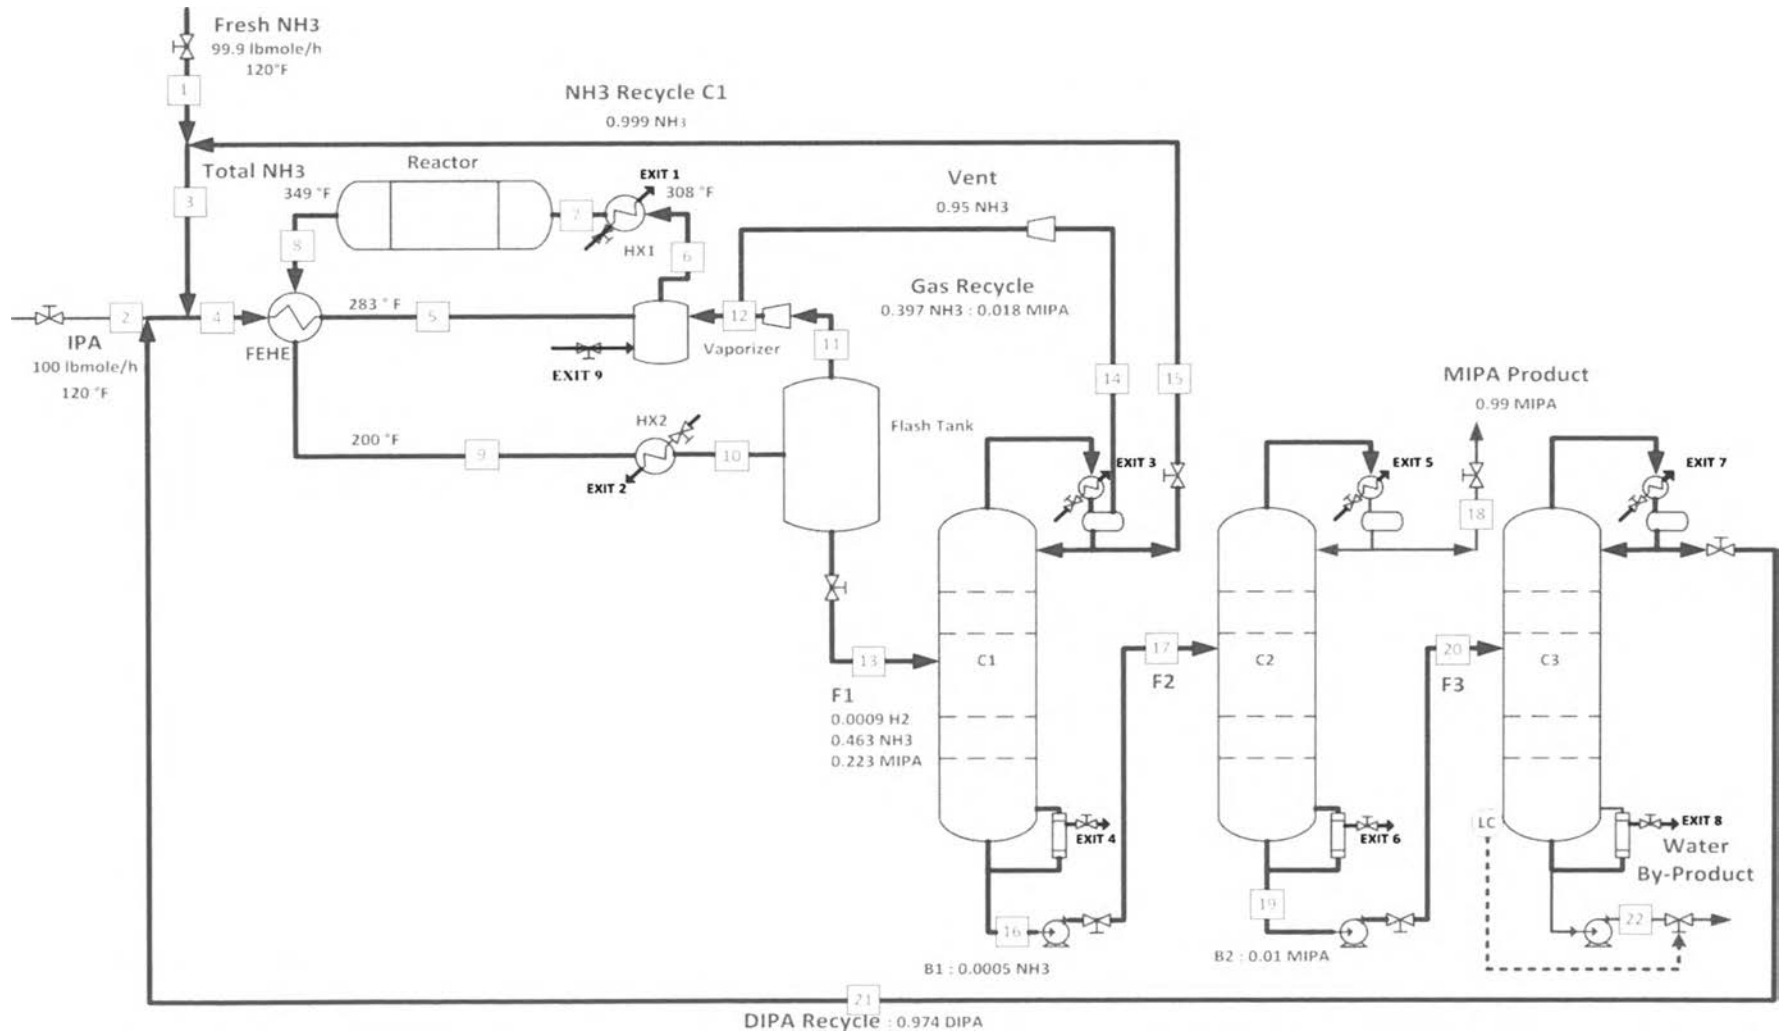 Fresh NH3
99.9 lbmole/h
120°F
1
NH3 Recycle C1
0.999 NH3
Total NH3
349 °F
Reactor
EXIT 1
308 °F
Vent
0.95 NH3
3
7
8
HX1
6
Gas Recycle
0.397 NH3 : 0.018 MIPA
2
4
283 ° F
5
12
IPA
100 lbmole/h
120 °F
FEHE
EXIT 9
Vaporizer
11
14
15
MIPA Product
0.99 MIPA
HX2
Flash Tank
200 °F
9
10
EXIT 2
EXIT 3
EXIT 5
EXIT 7
18
13
C1
17
C2
20
C3
F1
F2
F3
0.0009 H2
0.463 NH3
0.223 MIPA
LC
EXIT 4
EXIT 6
EXIT 8
Water
By-Product
19
22
16
B1 : 0.0005 NH3
B2 : 0.01 MIPA
21
DIPA Recycle : 0.974 DIPA